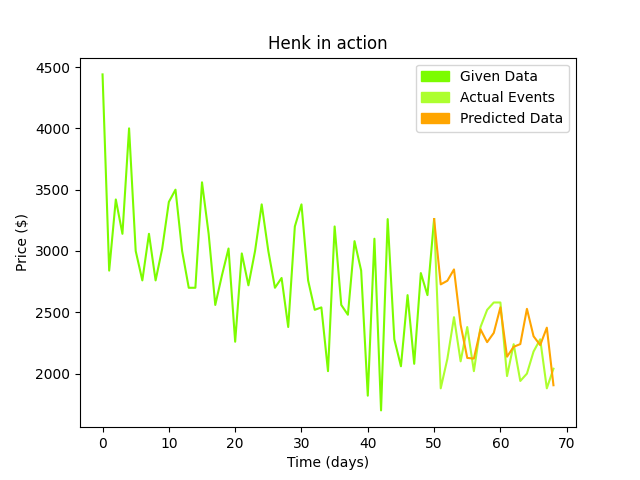 Henk in action
Given Data
Actual Events
Predicted Data
Price ($)
4500
4000
3500
3000
2500
2000
0 10 20 30 40 50 60 70
Time (days)